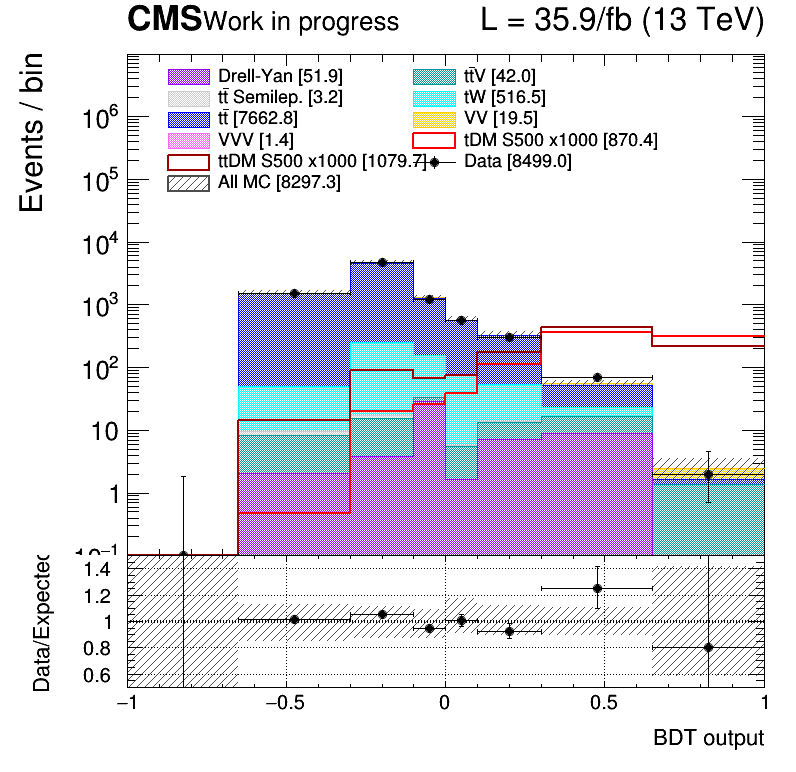 CMS Work in progress L = 35.9/fb (13 TeV)
Events / bin
Drell-Yan [51.9] tt̄V [42.0]
tt̄ Semilep. [3.2] tW [516.5]
tt̄ [7662.8] VV [19.5]
VVV [1.4] tDM S500 x1000 [870.4]
ttDM S500 x1000 [1079.7] Data [8499.0]
All MC [8297.3]
10⁶
10⁵
10⁴
10³
10²
10
1
10⁻¹
Data/Expected
1.4
1.2
1
0.8
0.6
−1 −0.5 0 0.5 1
BDT output